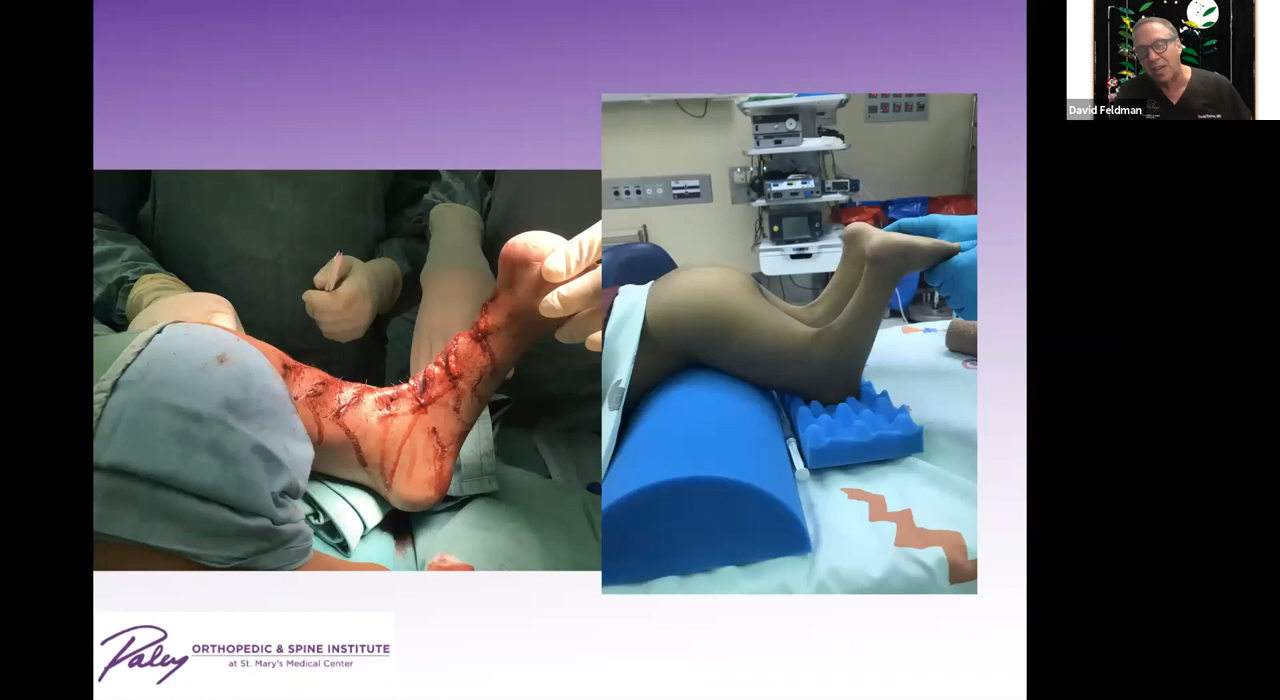 David Feldman
Paley
ORTHOPEDIC & SPINE INSTITUTE
at St. Mary's Medical Center